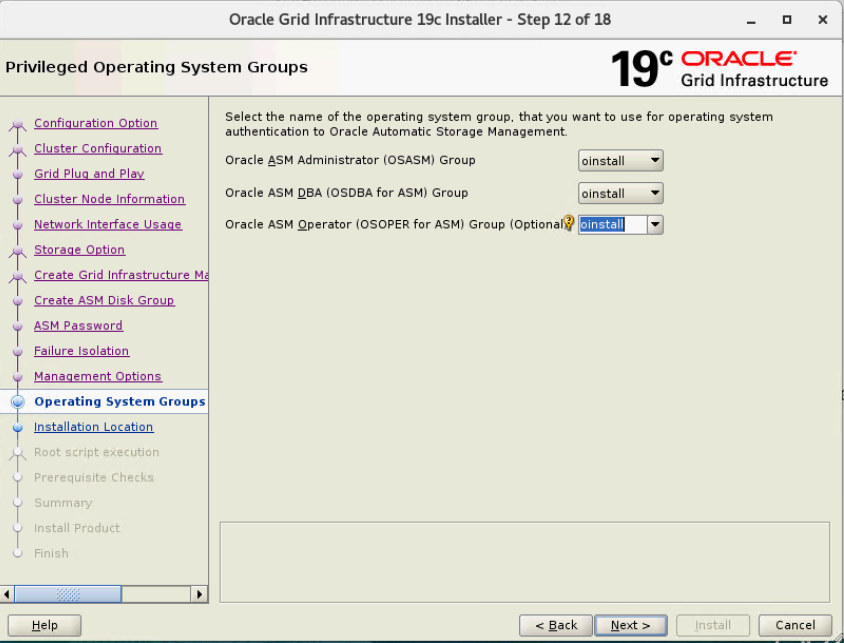 Oracle Grid Infrastructure 19c Installer - Step 12 of 18
Privileged Operating System Groups
19c ORACLE
Grid Infrastructure
Configuration Option
Cluster Configuration
Grid Plug and Play
Cluster Node Information
Network Interface Usage
Storage Option
Create Grid Infrastructure Ma
Create ASM Disk Group
ASM Password
Failure Isolation
Management Options
Operating System Groups
Installation Location
Root script execution
Prerequisite Checks
Summary
Install Product
Finish
Select the name of the operating system group, that you want to use for operating system
authentication to Oracle Automatic Storage Management.
Oracle ASM Administrator (OSASM) Group oinstall
Oracle ASM DBA (OSDBA for ASM) Group oinstall
Oracle ASM Operator (OSOPER for ASM) Group (Optional oinstall
Help < Back Next > Install Cancel